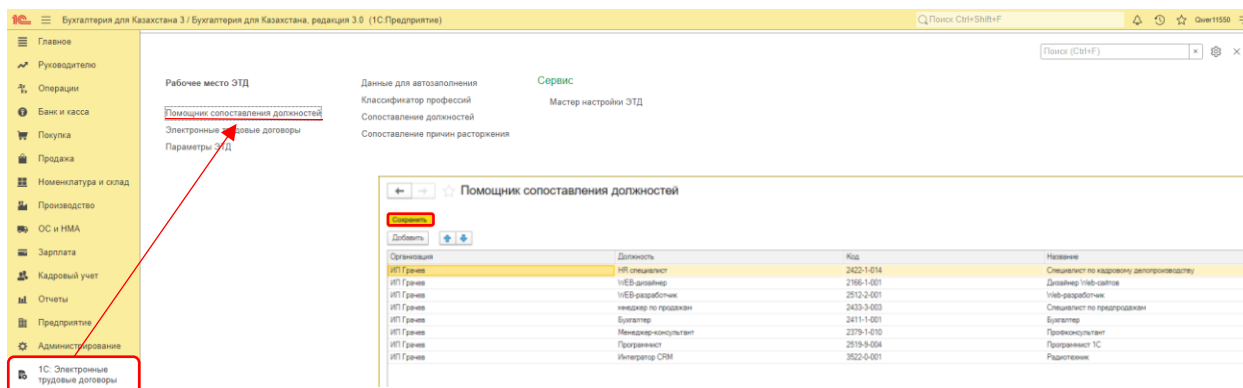 1С Бухгалтерия для Казахстана 3 / Бухгалтерия для Казахстана, редакция 3.0 (1С:Предприятие) Поиск Ctrl+Shift+F Qwer11550
Главное
Руководителю
Операции
Банк и касса
Покупка
Продажа
Номенклатура и склад
Производство
ОС и НМА
Зарплата
Кадровый учет
Отчеты
Предприятие
Администрирование
1С: Электронные
трудовые договоры
Поиск (Ctrl+F)
Рабочее место ЭТД
Помощник сопоставления должностей
Электронные трудовые договоры
Параметры ЭТД
Данные для автозаполнения
Классификатор профессий
Сопоставление должностей
Сопоставление причин расторжения
Сервис
Мастер настройки ЭТД
Помощник сопоставления должностей
Сохранить
Добавить
Организация Должность Код Название
ИП Грачев HR специалист 2422-1-014 Специалист по кадровому делопроизводству
ИП Грачев WEB-дизайнер 2166-1-001 Дизайнер Web-сайтов
ИП Грачев WEB-разработчик 2512-2-001 Web-разработчик
ИП Грачев менеджер по продажам 2433-3-003 Специалист по предпродажам
ИП Грачев Бухгалтер 2411-1-001 Бухгалтер
ИП Грачев Менеджер-консультант 2379-1-010 Профконсультант
ИП Грачев Программист 2519-9-004 Программист 1С
ИП Грачев Интегратор CRM 3522-0-001 Радиотехник